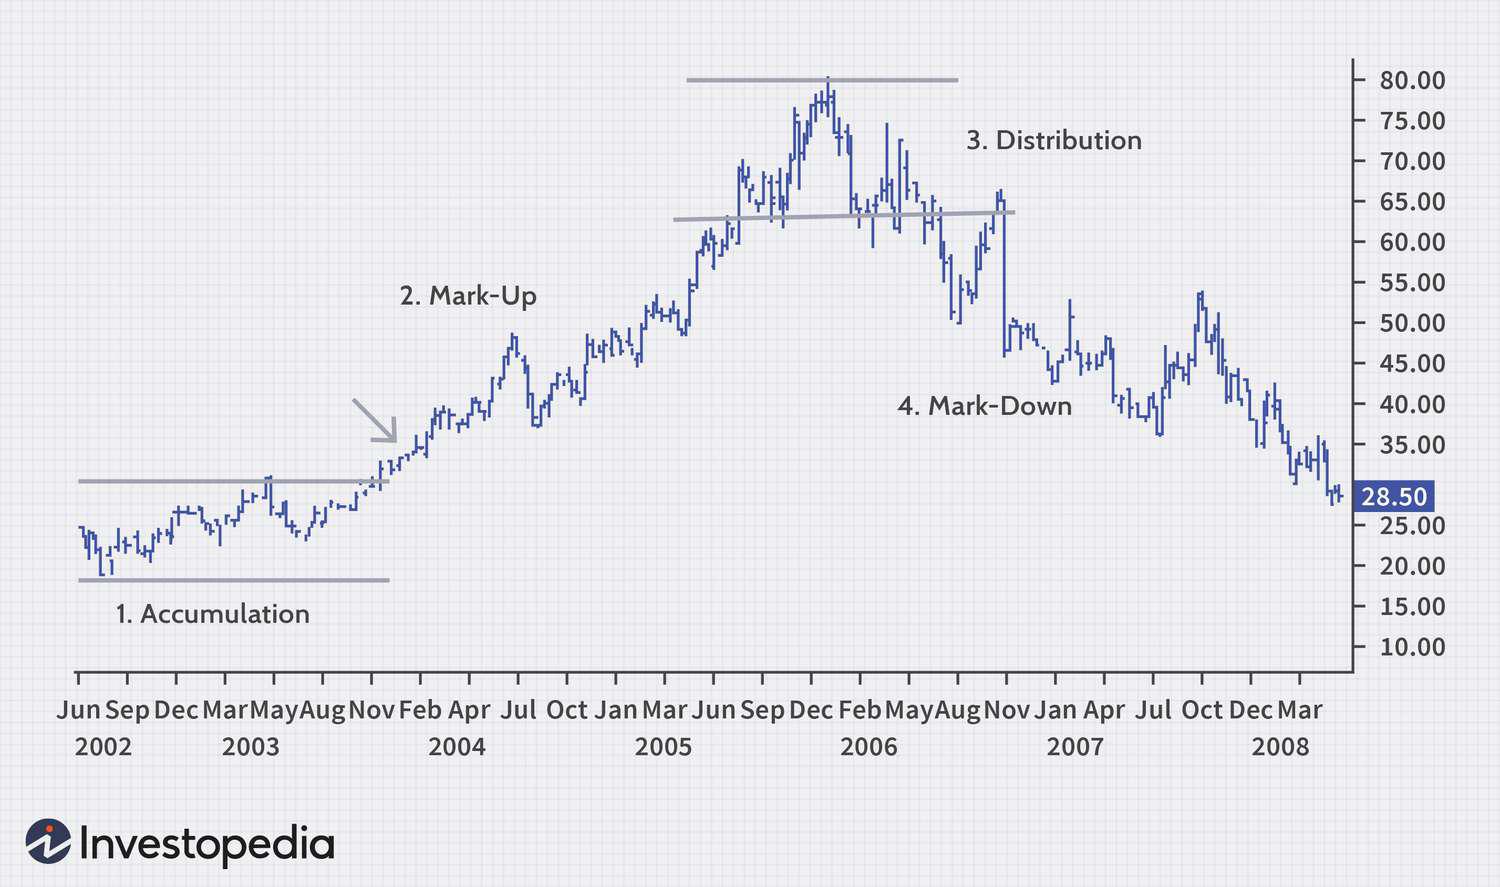 80.00
75.00
3. Distribution
70.00
65.00
60.00
2. Mark-Up
55.00
50.00
45.00
4. Mark-Down
40.00
35.00
28.50
25.00
20.00
1. Accumulation
15.00
10.00
Jun Sep Dec Mar May Aug Nov Feb Apr Jul Oct Jan Mar Jun Sep Dec Feb May Aug Nov Jan Apr Jul Oct Dec Mar
2002 2003 2004 2005 2006 2007 2008
Investopedia